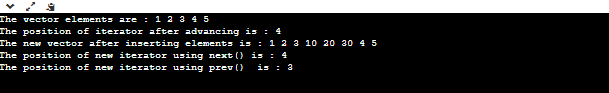 The vector elements are : 1 2 3 4 5
The position of iterator after advancing is : 4
The new vector after inserting elements is : 1 2 3 10 20 30 4 5
The position of new iterator using next() is : 4
The position of new iterator using prev()  is : 3